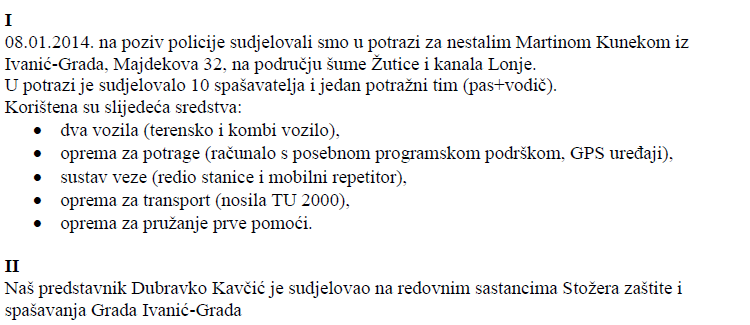 I
08.01.2014. na poziv policije sudjelovali smo u potrazi za nestalim Martinom Kunekom iz
Ivanić-Grada, Majdekova 32, na području šume Žutice i kanala Lonje.
U potrazi je sudjelovalo 10 spašavatelja i jedan potražni tim (pas+vodič).
Korištena su slijedeća sredstva:
• dva vozila (terensko i kombi vozilo),
• oprema za potrage (računalo s posebnom programskom podrškom, GPS uređaji),
• sustav veze (redio stanice i mobilni repetitor),
• oprema za transport (nosila TU 2000),
• oprema za pružanje prve pomoći.
II
Naš predstavnik Dubravko Kavčić je sudjelovao na redovnim sastancima Stožera zaštite i
spašavanja Grada Ivanić-Grada